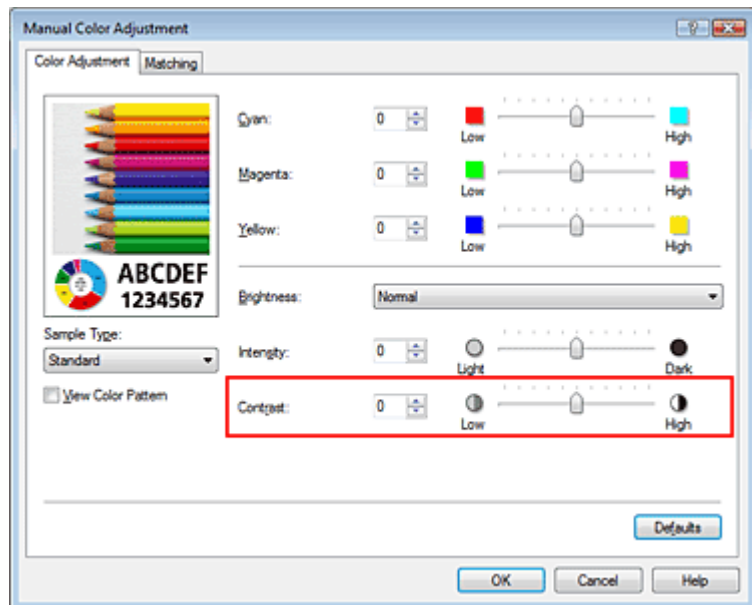 Manual Color Adjustment
Color Adjustment Matching
Cyan: 0 Low High
Magenta: 0 Low High
Yellow: 0 Low High
ABCDEF
1234567
Brightness: Normal
Sample Type:
Standard
Intensity: 0 Light Dark
View Color Pattern
Contrast: 0 Low High
Defaults
OK Cancel Help